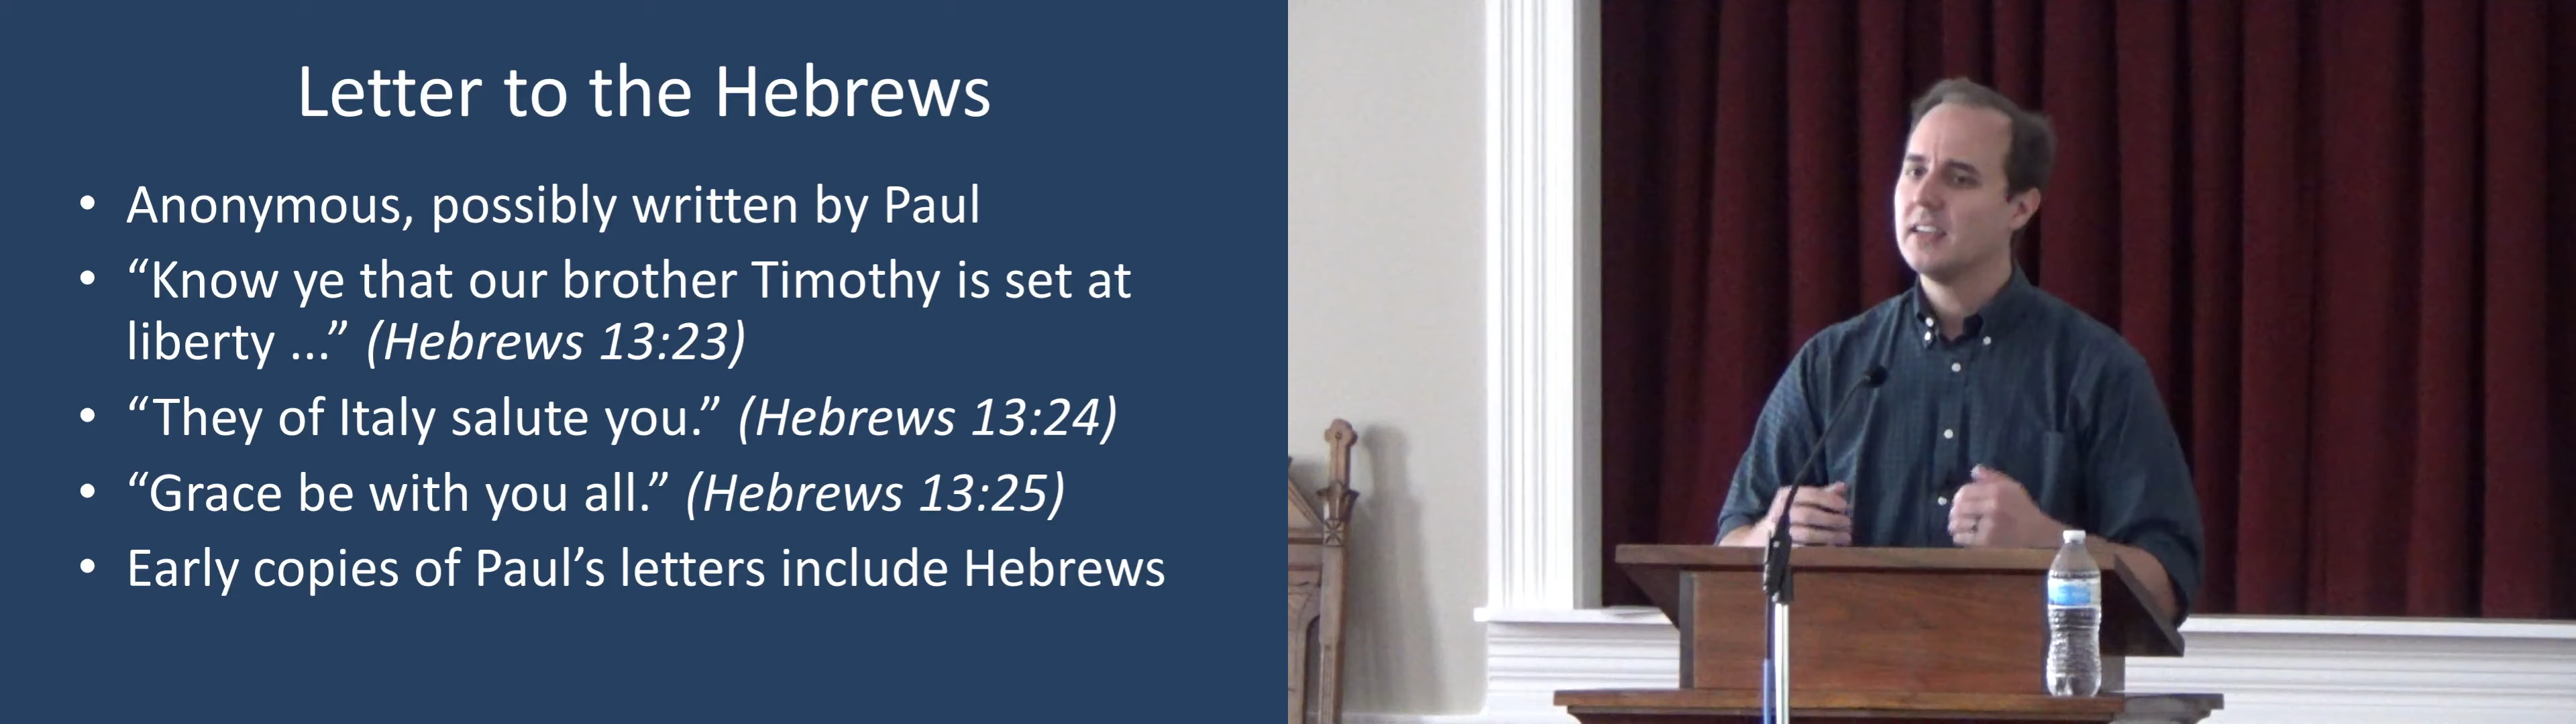 Letter to the Hebrews
• Anonymous, possibly written by Paul
• “Know ye that our brother Timothy is set at
liberty ...” (Hebrews 13:23)
• “They of Italy salute you.” (Hebrews 13:24)
• “Grace be with you all.” (Hebrews 13:25)
• Early copies of Paul’s letters include Hebrews